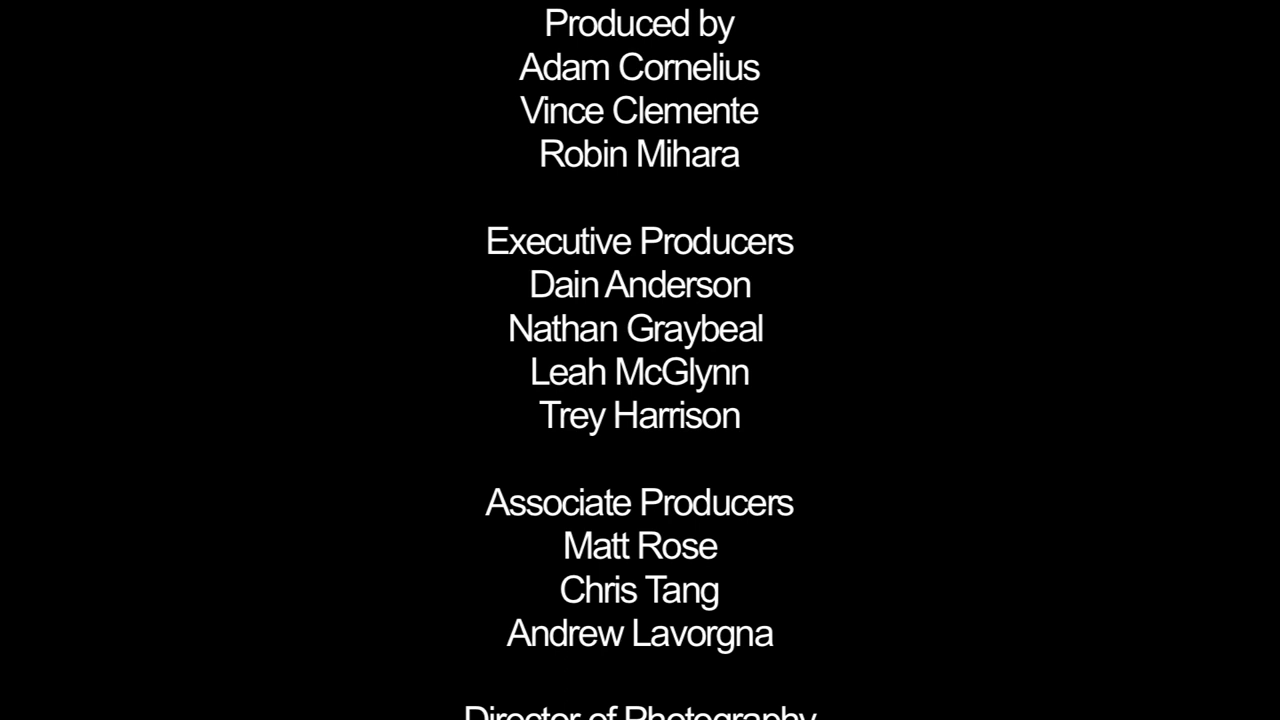 Produced by
Adam Cornelius
Vince Clemente
Robin Mihara
Executive Producers
Dain Anderson
Nathan Graybeal
Leah McGlynn
Trey Harrison
Associate Producers
Matt Rose
Chris Tang
Andrew Lavorgna
Director of Photography